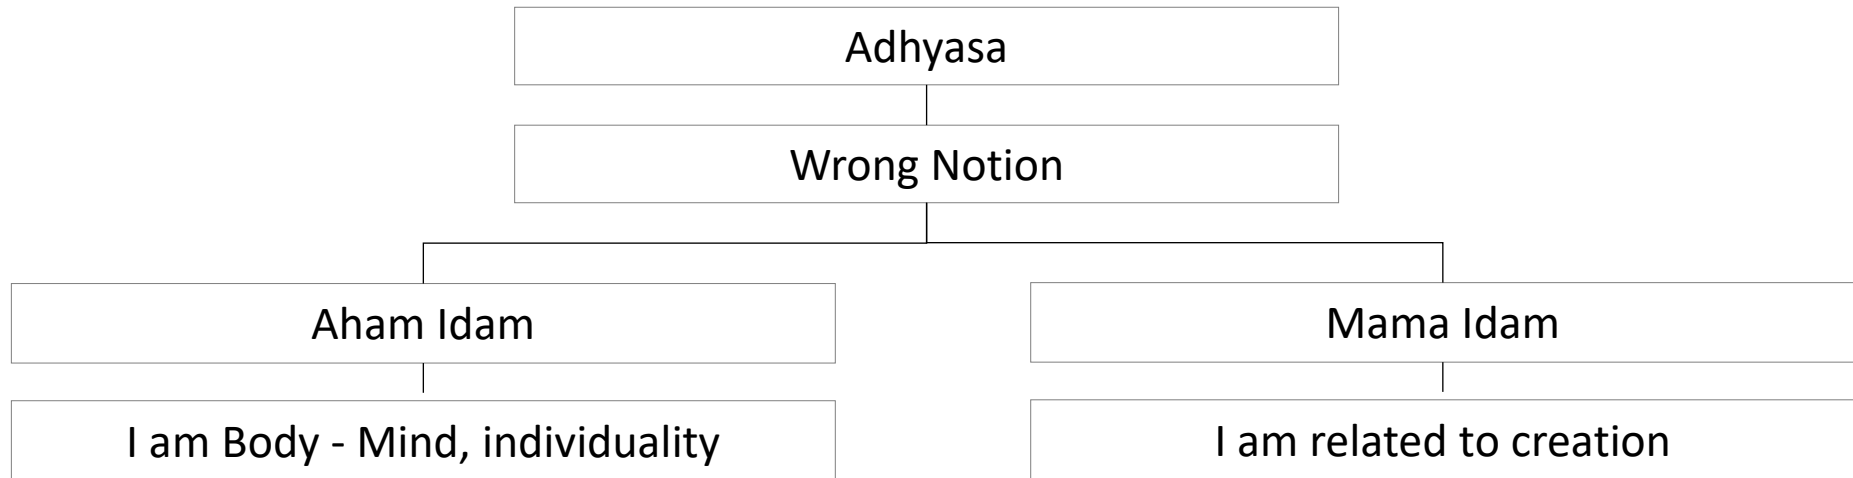 Adhyasa
Wrong Notion
Aham Idam
Mama Idam
I am Body - Mind, individuality
I am related to creation